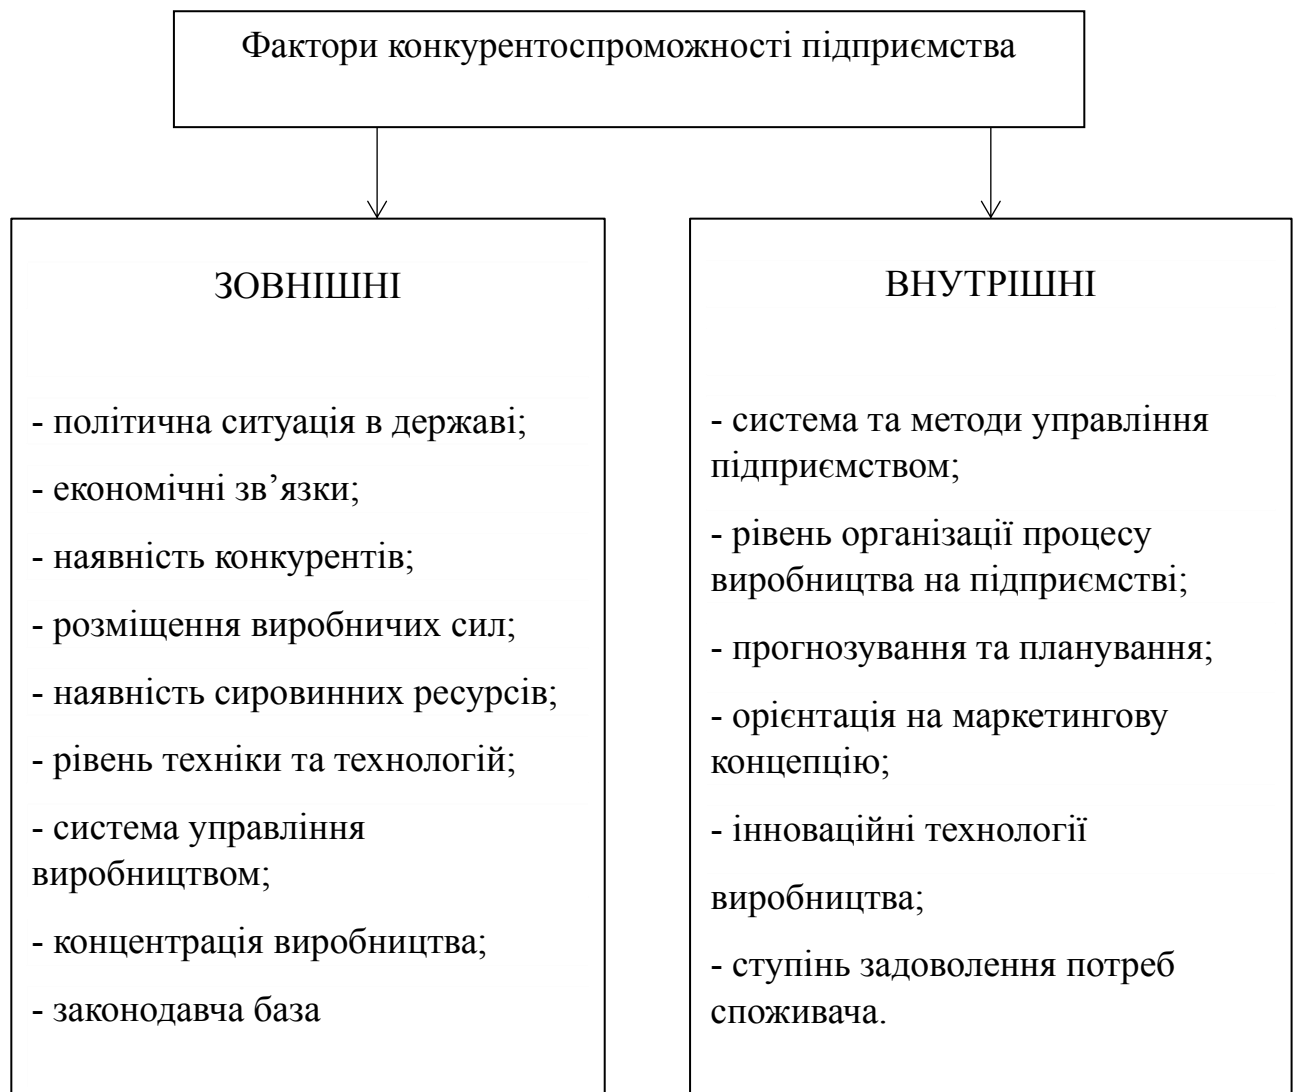 Фактори конкурентоспроможності підприємства
ЗОВНІШНІ
- політична ситуація в державі;
- економічні зв’язки;
- наявність конкурентів;
- розміщення виробничих сил;
- наявність сировинних ресурсів;
- рівень техніки та технологій;
- система управління
виробництвом;
- концентрація виробництва;
- законодавча база
ВНУТРІШНІ
- система та методи управління
підприємством;
- рівень організації процесу
виробництва на підприємстві;
- прогнозування та планування;
- орієнтація на маркетингову
концепцію;
- інноваційні технології
виробництва;
- ступінь задоволення потреб
споживача.